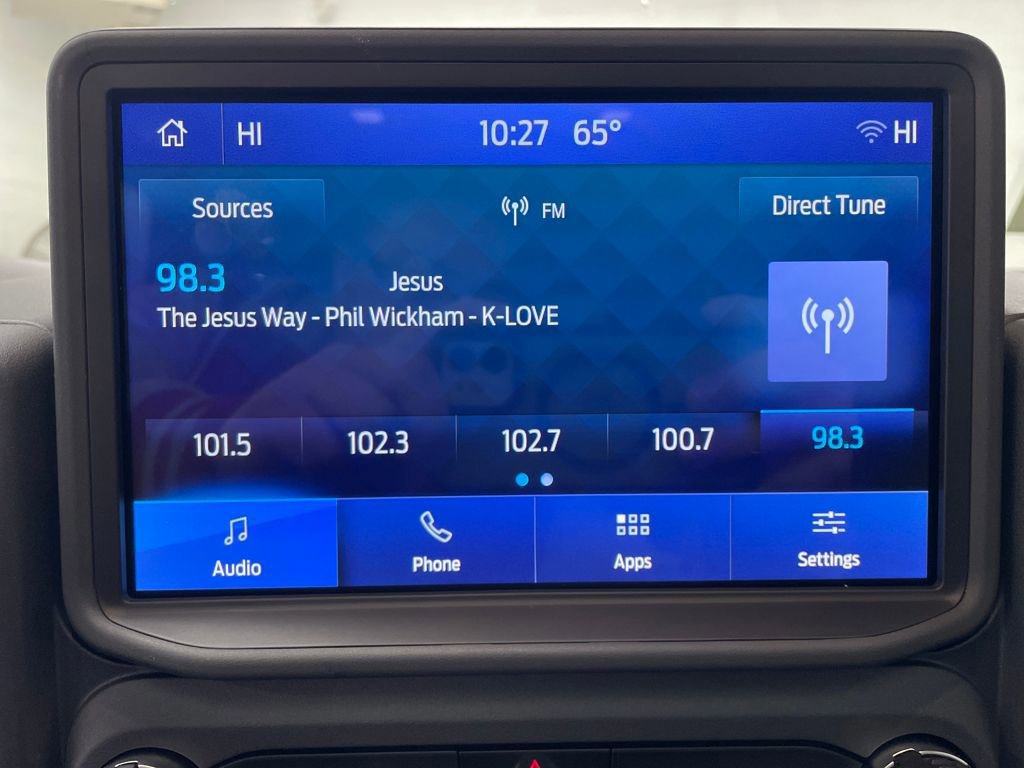 HI 10:27 65° HI
Sources FM Direct Tune
98.3 Jesus
The Jesus Way - Phil Wickham - K-LOVE
101.5 102.3 102.7 100.7 98.3
Audio Phone Apps Settings